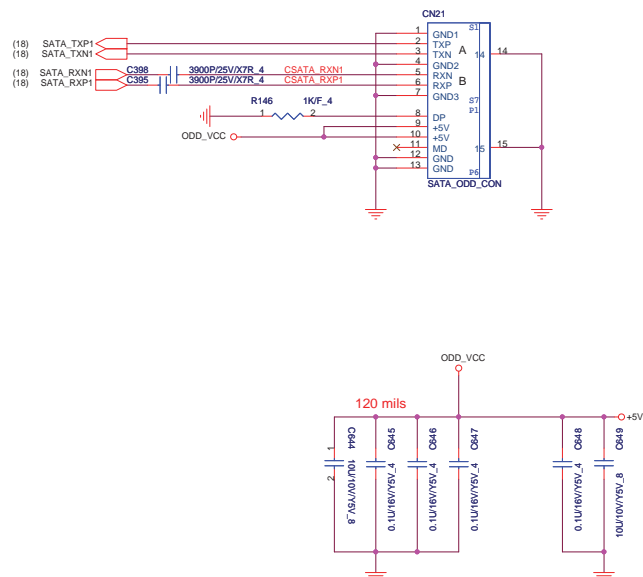 CN21
S1
1 GND1
(18) SATA_TXP1 2 TXP
A
(18) SATA_TXN1 3 TXN 14 14
4 GND2
(18) SATA_RXN1 C398 3900P/25V/X7R_4 CSATA_RXN1 5 RXN
B
(18) SATA_RXP1 C395 3900P/25V/X7R_4 CSATA_RXP1 6 RXP
7 GND3 S7
P1
R146 1K/F_4
1 2 8 DP
9 +5V
ODD_VCC 10 +5V
11 MD 15 15
12 GND
13 GND P6
SATA_ODD_CON
ODD_VCC
120 mils
+5V
1 C644 2 10U/10V/Y5V_8
C645 0.1U/16V/Y5V_4
C646 0.1U/16V/Y5V_4
C647 0.1U/16V/Y5V_4
C648 0.1U/16V/Y5V_4
C649 10U/10V/Y5V_8